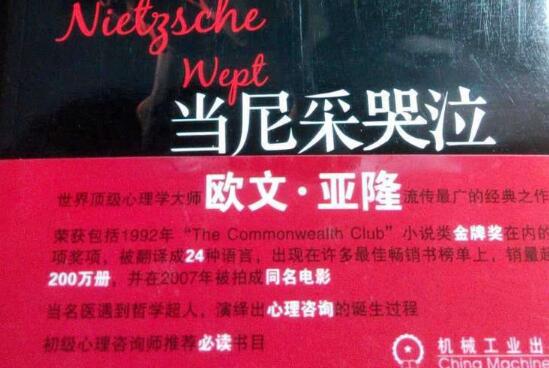 Nietzsche
Wept
当尼采哭泣
世界顶级心理学大师 欧文·亚隆 流传最广的经典之作
荣获包括1992年“The Commonwealth Club”小说类金牌奖在内的
项奖项，被翻译成24种语言，出现在许多最佳畅销书榜单上，销量超
200万册，并在2007年被拍成同名电影
当名医遇到哲学超人，演绎出心理咨询的诞生过程
初级心理咨询师推荐必读书目
机械工业出
China Machine